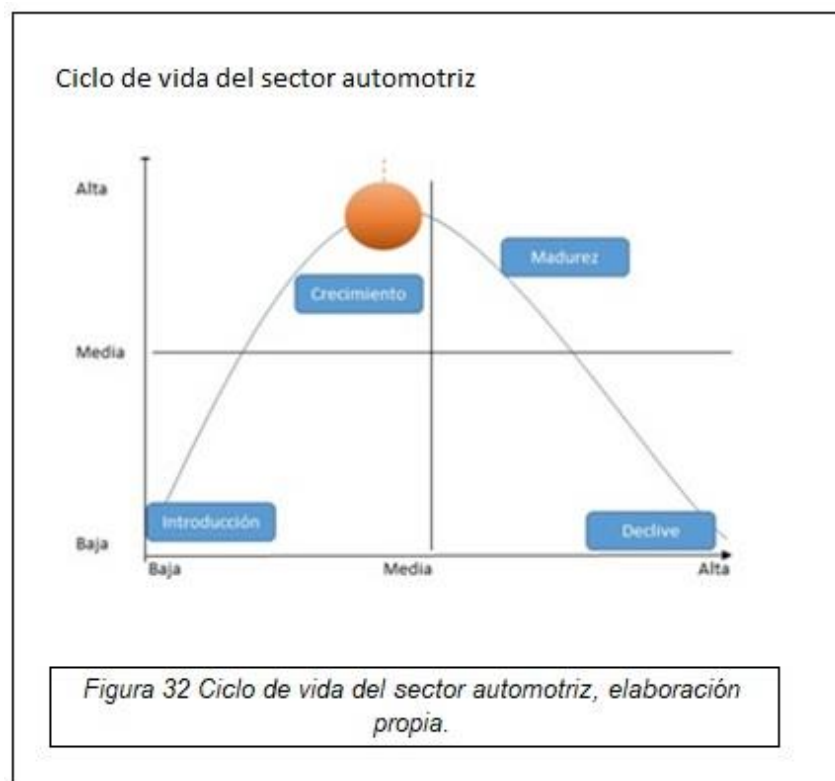 Ciclo de vida del sector automotriz
Alta
Madurez
Crecimiento
Media
Introducción
Declive
Baja
Baja Media Alta
Figura 32 Ciclo de vida del sector automotriz, elaboración
propia.